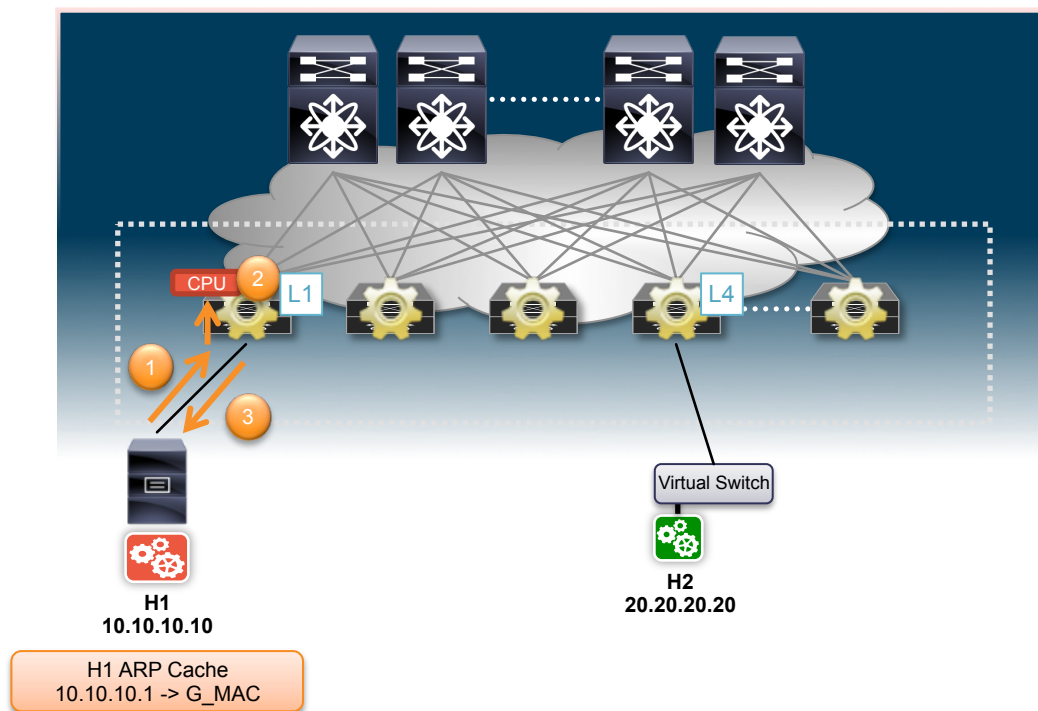 CPU
2
L1
L4
1
3
Virtual Switch
H1
10.10.10.10
H2
20.20.20.20
H1 ARP Cache
10.10.10.1 -> G_MAC